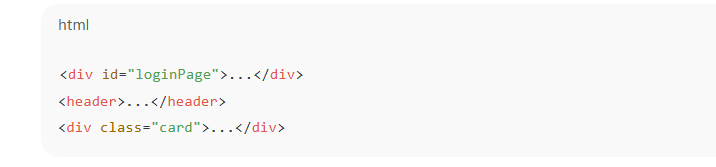 html
<div id="loginPage">...</div>
<header>...</header>
<div class="card">...</div>